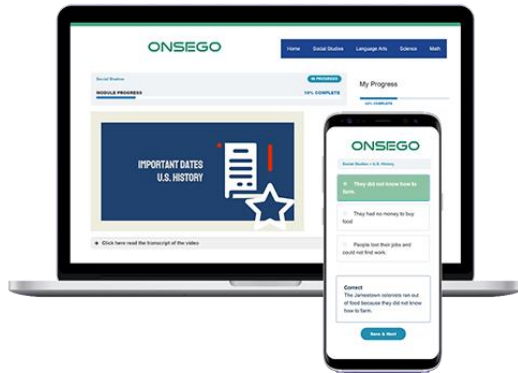 ONSEGO
Home Social Studies Language Arts Science Math
Social Studies
IN PROGRESS
MODULE PROGRESS
My Progress
IMPORTANT DATES
U.S. HISTORY
Click here read the transcript of the video
ONSEGO
Social Studies > U.S. History
They did not know how to
farm.
They had no money to buy
food
People lost their jobs and
could not find work.
Correct
The Jamestown colonists ran out
of food because they did not know
how to farm.
Save & Next